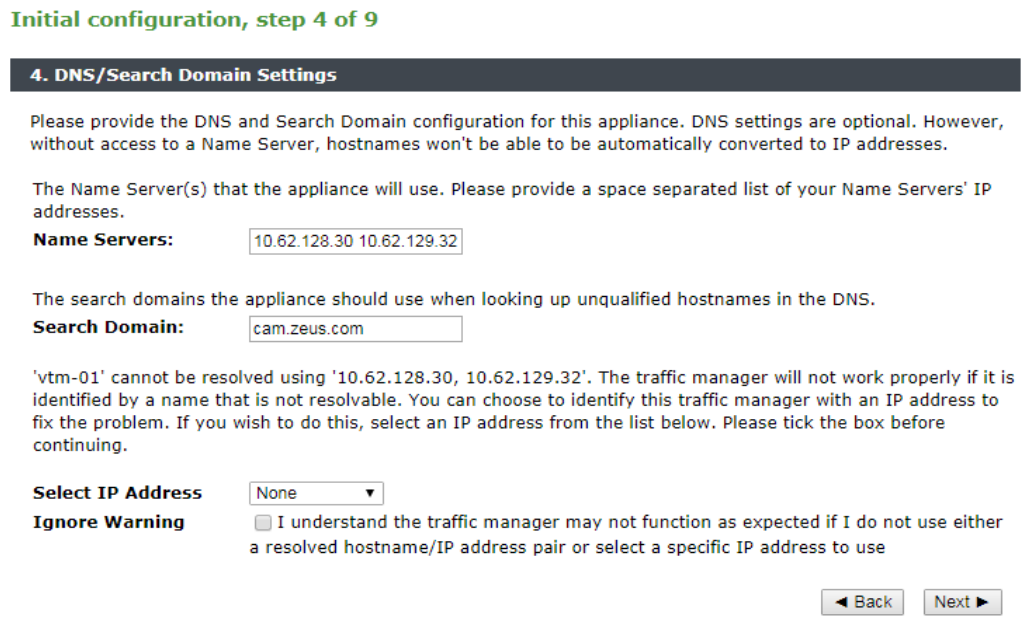 Initial configuration, step 4 of 9
4. DNS/Search Domain Settings
Please provide the DNS and Search Domain configuration for this appliance. DNS settings are optional. However,
without access to a Name Server, hostnames won't be able to be automatically converted to IP addresses.
The Name Server(s) that the appliance will use. Please provide a space separated list of your Name Servers' IP
addresses.
Name Servers: 10.62.128.30 10.62.129.32
The search domains the appliance should use when looking up unqualified hostnames in the DNS.
Search Domain: cam.zeus.com
'vtm-01' cannot be resolved using '10.62.128.30, 10.62.129.32'. The traffic manager will not work properly if it is
identified by a name that is not resolvable. You can choose to identify this traffic manager with an IP address to
fix the problem. If you wish to do this, select an IP address from the list below. Please tick the box before
continuing.
Select IP Address None
Ignore Warning I understand the traffic manager may not function as expected if I do not use either
a resolved hostname/IP address pair or select a specific IP address to use
◄ Back Next ►